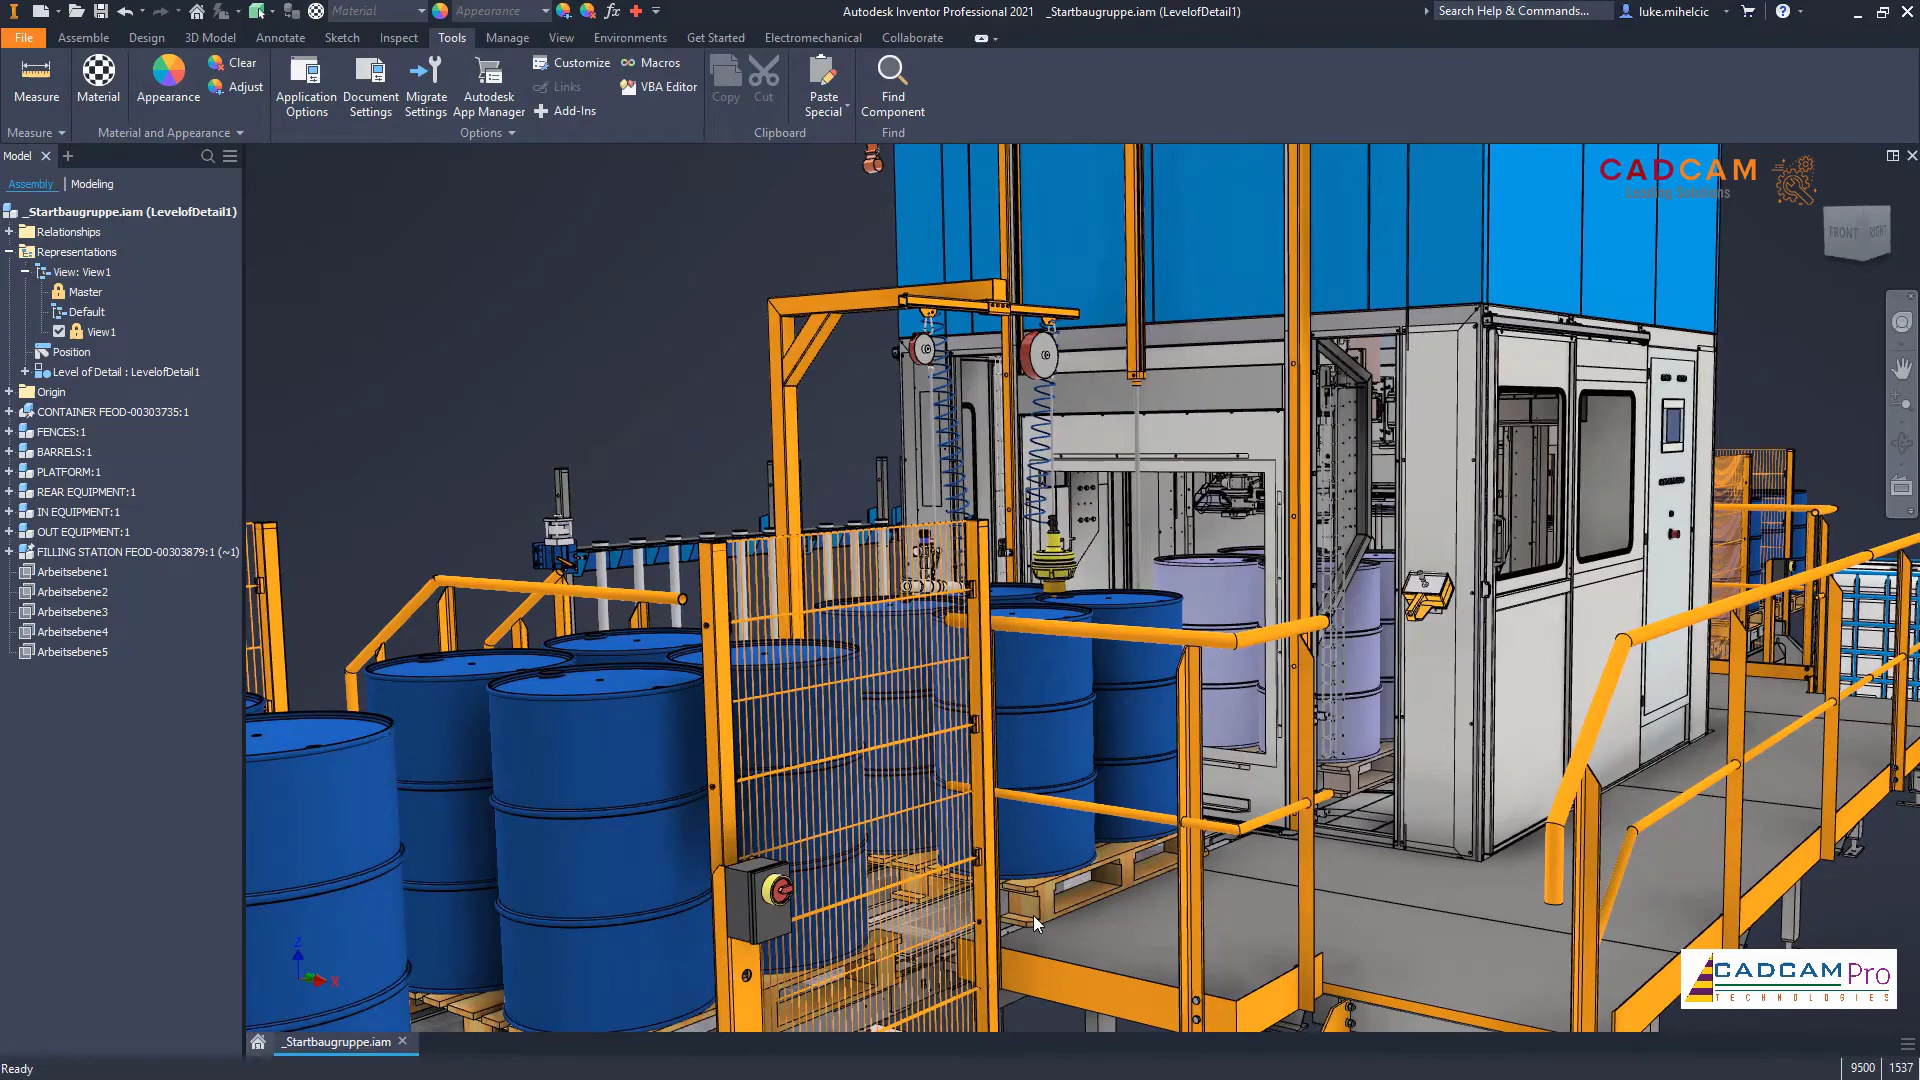 Material
Appearance
Autodesk Inventor Professional 2021 _Startbaugruppe.iam (LevelofDetail1)
Search Help & Commands...
luke.mihelcic
File
Assemble
Design
3D Model
Annotate
Sketch
Inspect
Tools
Manage
View
Environments
Get Started
Electromechanical
Collaborate
Measure
Material
Appearance
Clear
Adjust
Application
Options
Document
Settings
Migrate
Settings
Autodesk
App Manager
Customize
Links
Add-Ins
Macros
VBA Editor
Copy
Cut
Paste
Special
Find
Component
Measure
Material and Appearance
Options
Clipboard
Find
Model
Assembly | Modeling
_Startbaugruppe.iam (LevelofDetail1)
Relationships
Representations
View: View1
Master
Default
View1
Position
Level of Detail : LevelofDetail1
Origin
CONTAINER FEOD-00303735:1
FENCES:1
BARRELS:1
PLATFORM:1
REAR EQUIPMENT:1
IN EQUIPMENT:1
OUT EQUIPMENT:1
FILLING STATION FEOD-00303879:1 (~1)
Arbeitsebene1
Arbeitsebene2
Arbeitsebene3
Arbeitsebene4
Arbeitsebene5
CADCAM
Leading Solutions
FRONT
RIGHT
Z
X
CADCAM Pro
TECHNOLOGIES
_Startbaugruppe.iam
Ready
9500
1537